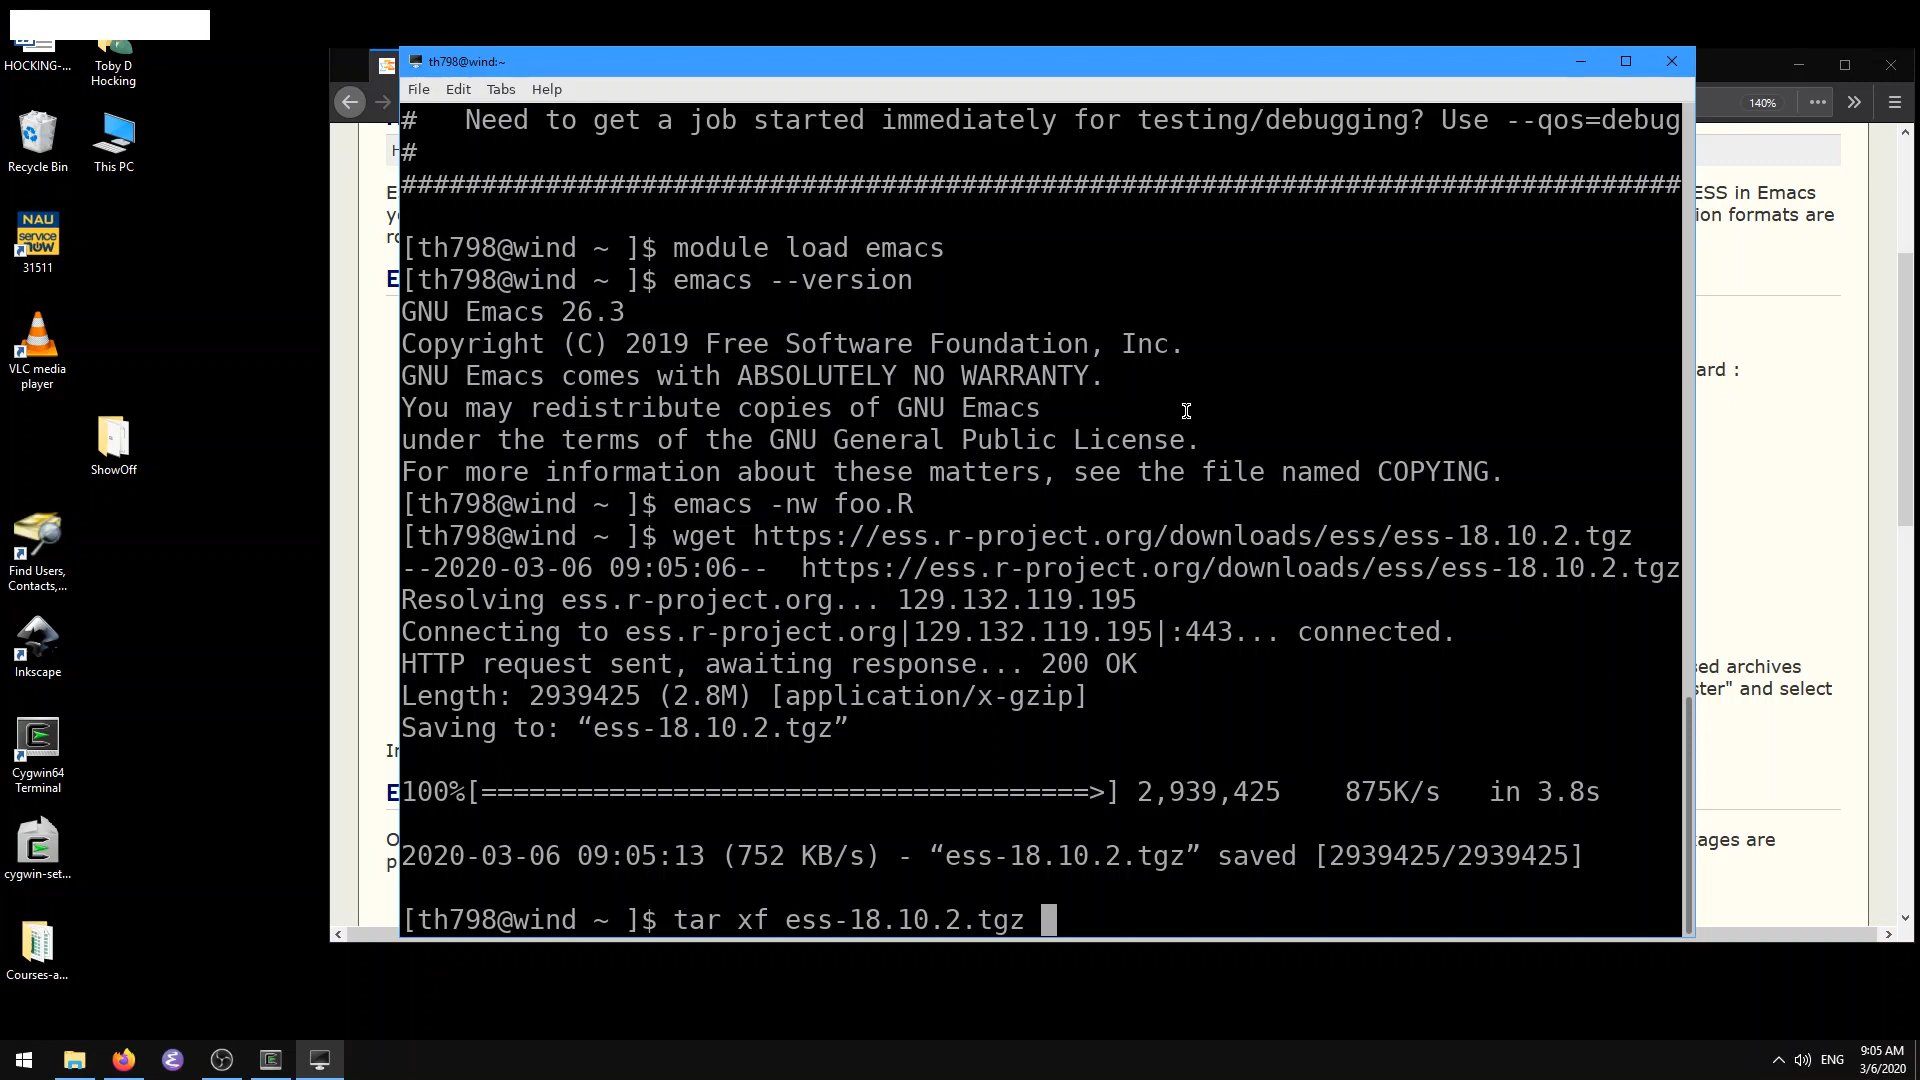 HOCKING-...
Toby D
Hocking
Recycle Bin
This PC
NAU
service
now
31511
VLC media
player
ShowOff
Find Users,
Contacts,...
Inkscape
Cygwin64
Terminal
cygwin-set...
Courses-a...
th798@wind:~
File Edit Tabs Help
140%
# Need to get a job started immediately for testing/debugging? Use --qos=debug
#
################################################################################
[th798@wind ~ ]$ module load emacs
[th798@wind ~ ]$ emacs --version
GNU Emacs 26.3
Copyright (C) 2019 Free Software Foundation, Inc.
GNU Emacs comes with ABSOLUTELY NO WARRANTY.
You may redistribute copies of GNU Emacs
under the terms of the GNU General Public License.
For more information about these matters, see the file named COPYING.
[th798@wind ~ ]$ emacs -nw foo.R
[th798@wind ~ ]$ wget https://ess.r-project.org/downloads/ess/ess-18.10.2.tgz
--2020-03-06 09:05:06-- https://ess.r-project.org/downloads/ess/ess-18.10.2.tgz
Resolving ess.r-project.org... 129.132.119.195
Connecting to ess.r-project.org|129.132.119.195|:443... connected.
HTTP request sent, awaiting response... 200 OK
Length: 2939425 (2.8M) [application/x-gzip]
Saving to: “ess-18.10.2.tgz”
100%[======================================>] 2,939,425 875K/s in 3.8s
2020-03-06 09:05:13 (752 KB/s) - “ess-18.10.2.tgz” saved [2939425/2939425]
[th798@wind ~ ]$ tar xf ess-18.10.2.tgz
ESS in Emacs
ion formats are
ard :
sed archives
ster" and select
ages are
ENG
9:05 AM
3/6/2020